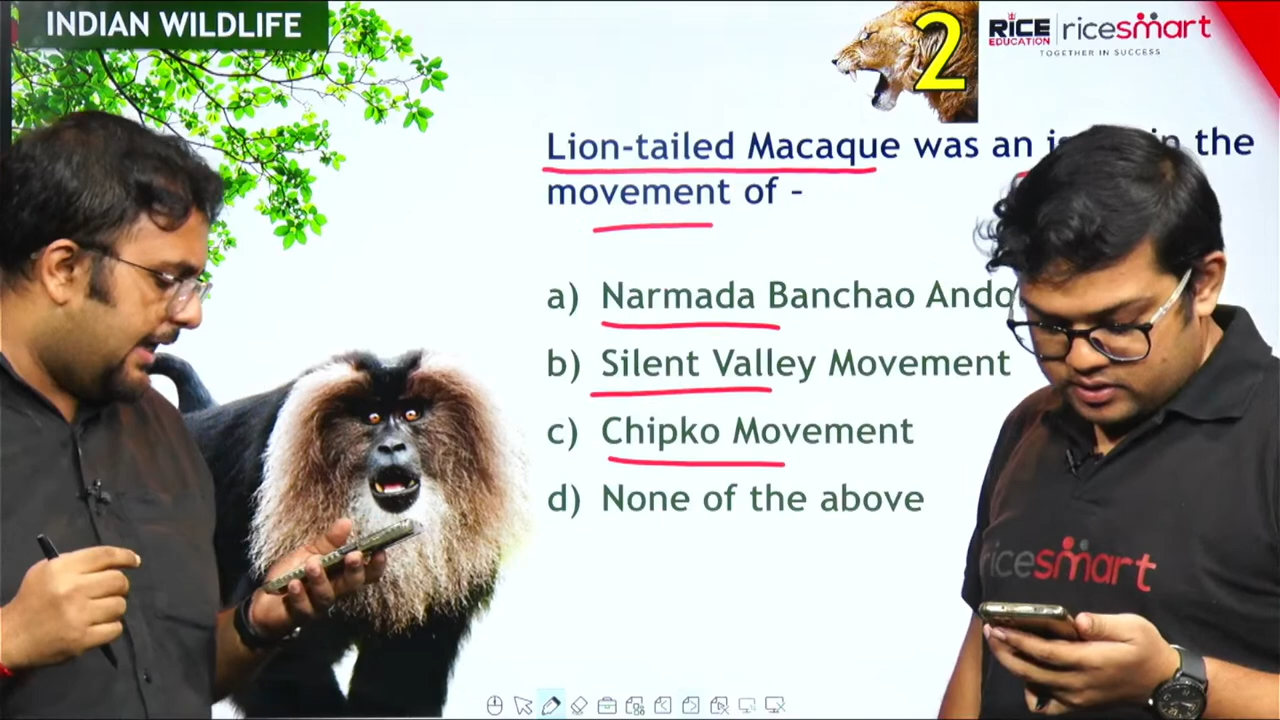 INDIAN WILDLIFE
2
RICE EDUCATION
ricesmart
TOGETHER IN SUCCESS
Lion-tailed Macaque was an in the
movement of –
a) Narmada Banchao
b) Silent Valley Movement
c) Chipko Movement
d) None of the above
ricesmart